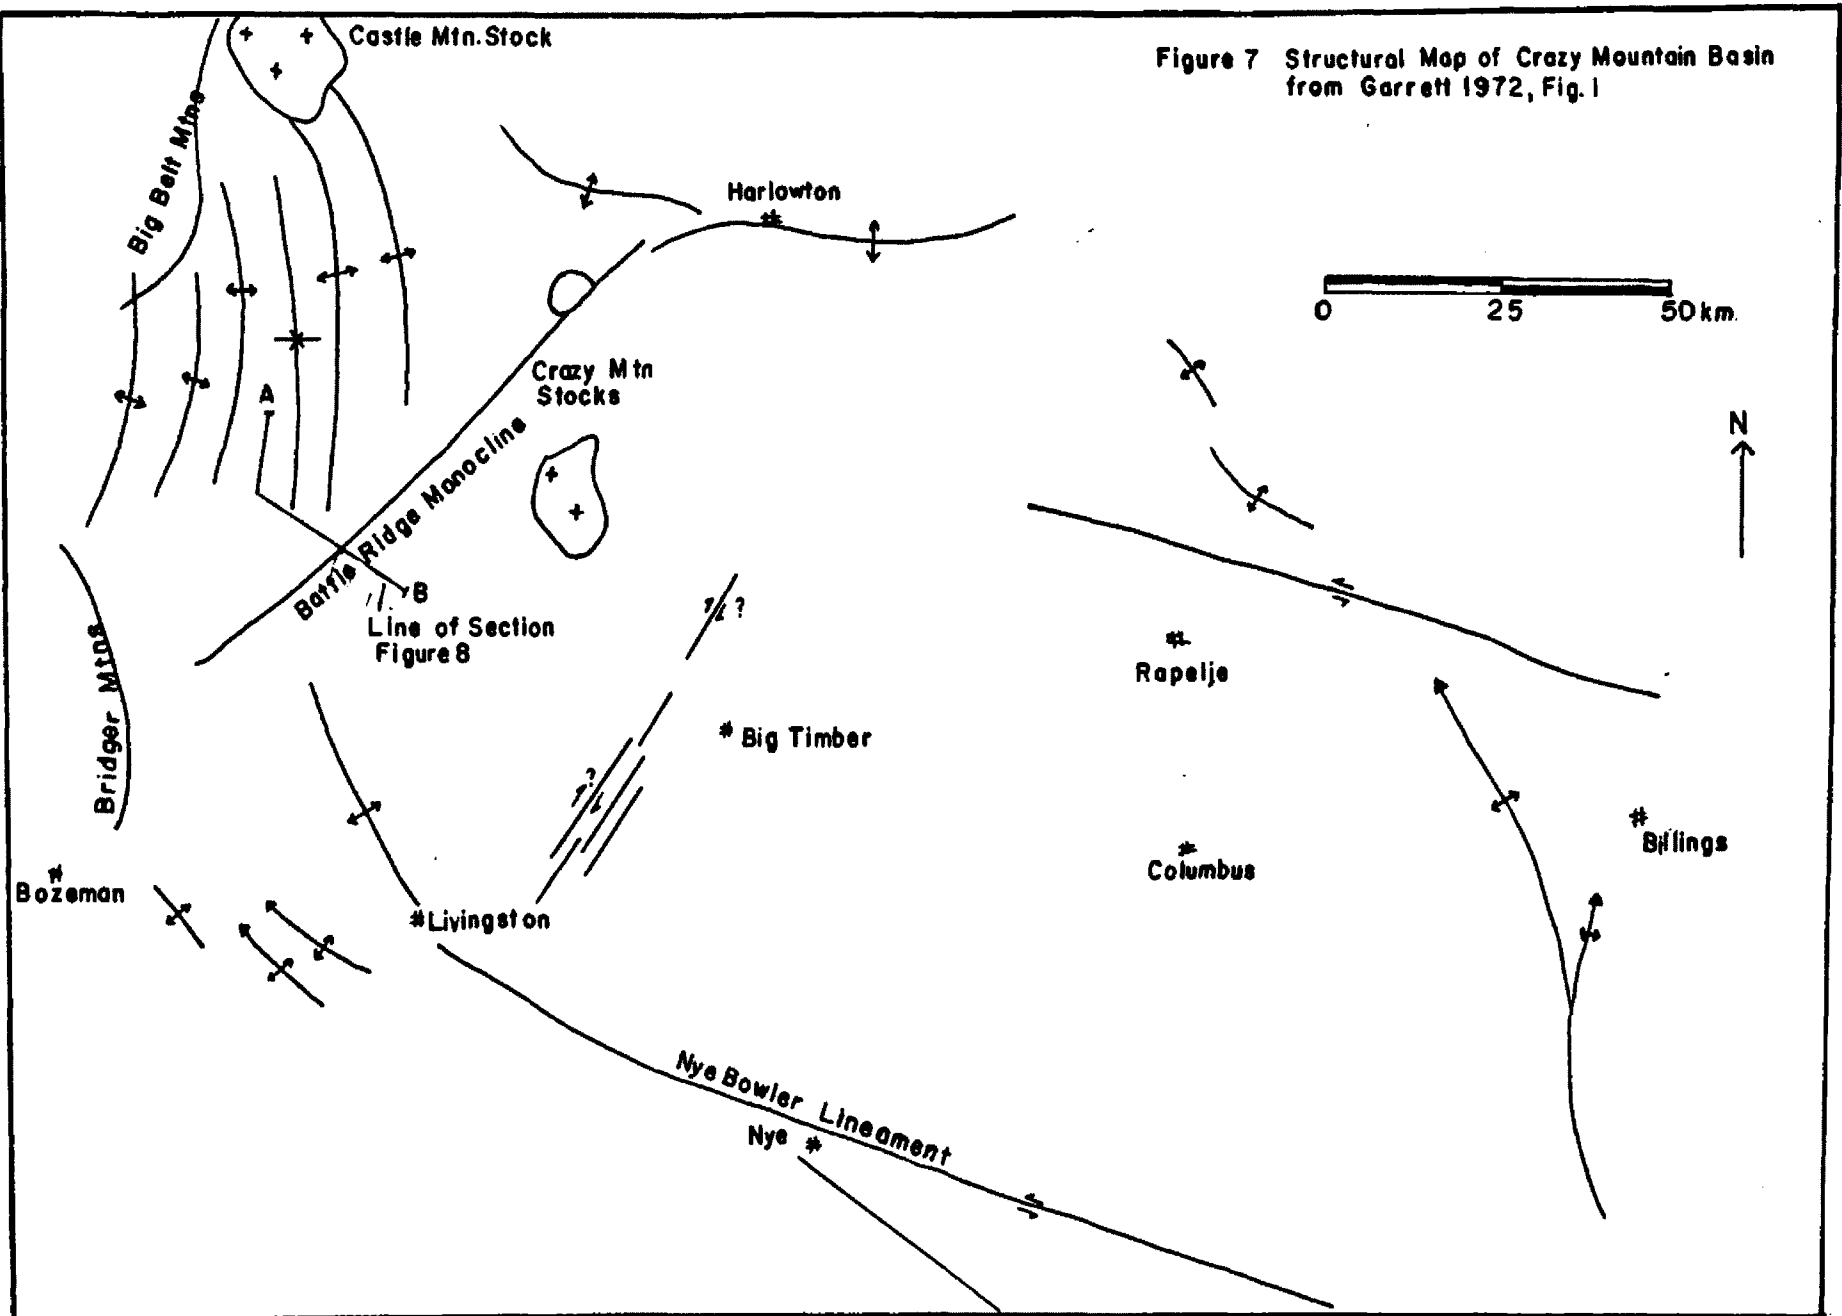 Castle Mtn. Stock
Figure 7 Structural Map of Crazy Mountain Basin
from Garrett 1972, Fig. 1
Big Belt Mtns
Harlowton
0 25 50 km.
Crazy Mtn
Stocks
A
N
Battle Ridge Monocline
B
Line of Section
Figure 8
?
Rapelje
Bridger Mtns
Big Timber
?
Billings
Columbus
Bozeman
Livingston
Nye Bowler Lineament
Nye